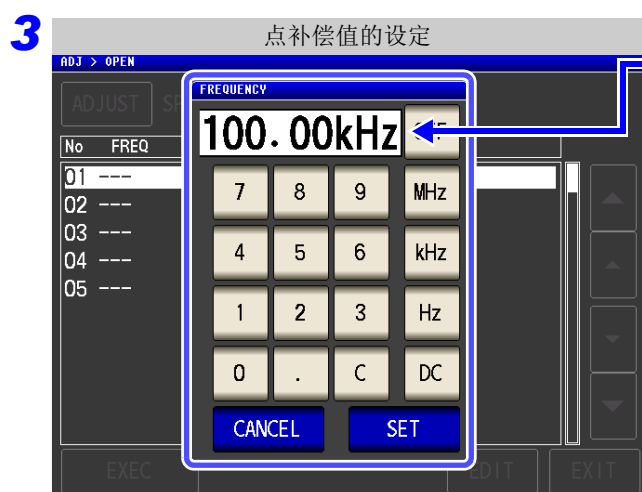 3
点补偿值的设定
ADJ > OPEN
ADJUST
FREQUENCY
100.00kHz
No FREQ
01 ---
02 ---
03 ---
04 ---
05 ---
7 8 9 MHz
4 5 6 kHz
1 2 3 Hz
0 . C DC
CANCEL SET
EXEC EDIT EXIT